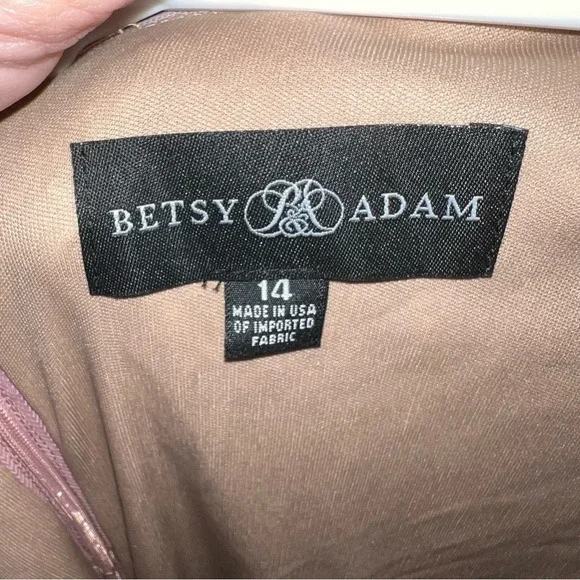 BETSY ADAM
14
MADE IN USA
OF IMPORTED
FABRIC